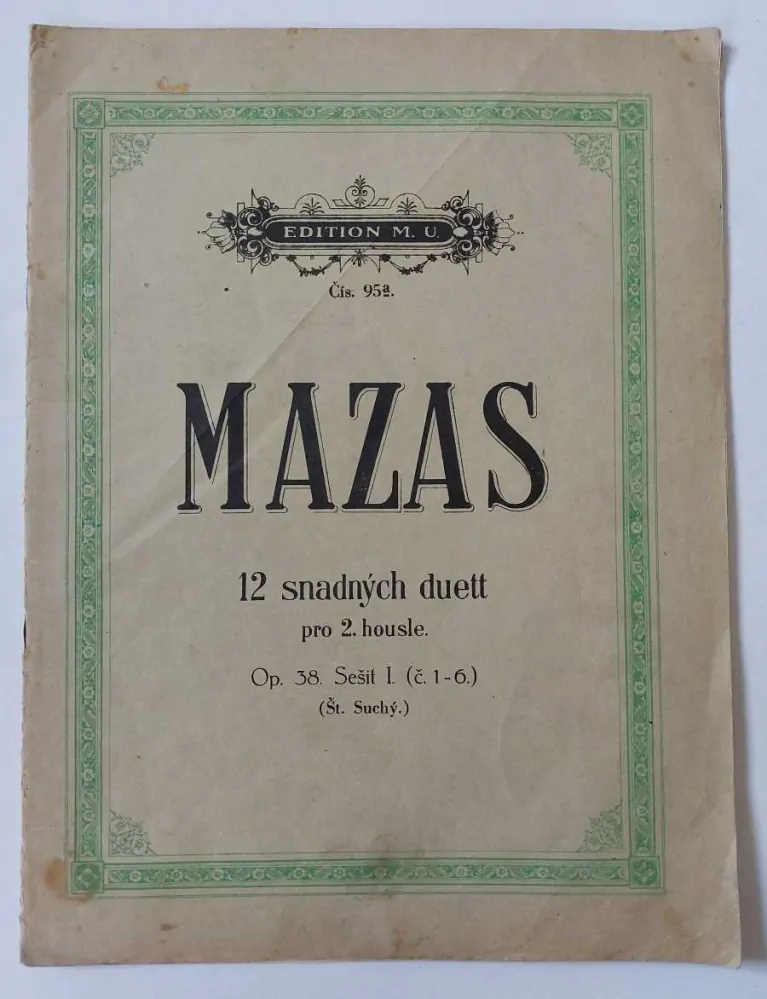 EDITION M. U.
Čís. 95a.
MAZAS
12 snadných duett
pro 2. housle.
Op. 38. Sešit I. (č. 1-6.)
(Št. Suchý.)